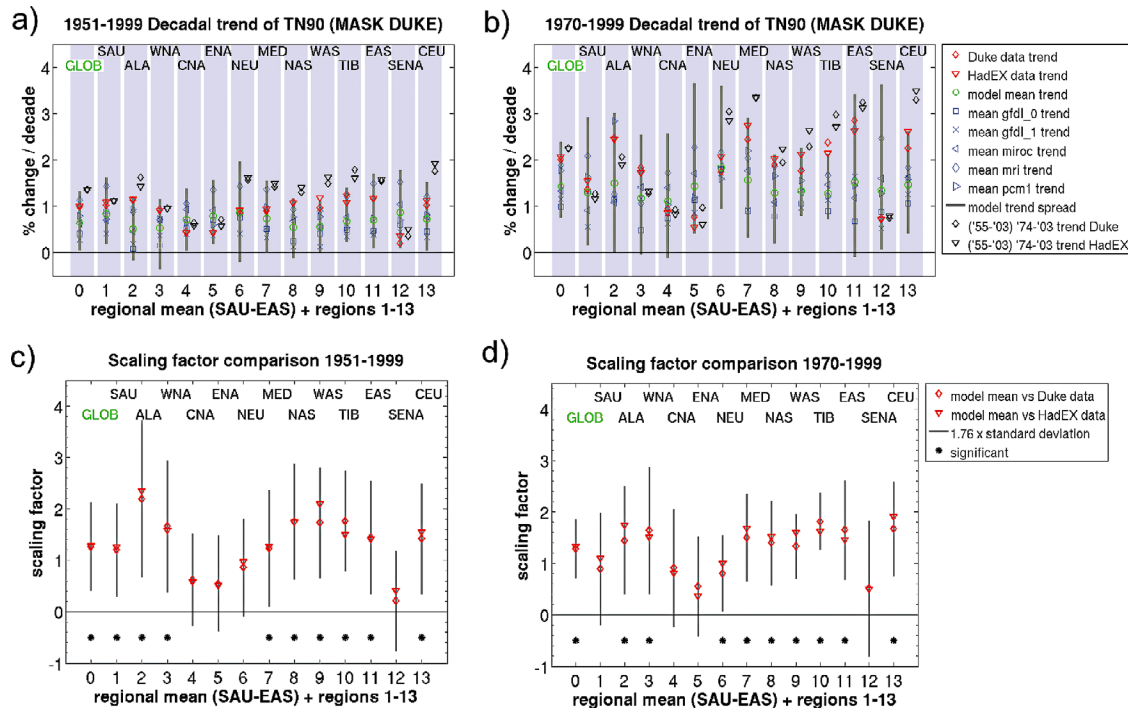 a)
1951-1999 Decadal trend of TN90 (MASK DUKE)
SAU WNA ENA MED WAS EAS CEU
GLOB ALA CNA NEU NAS TIB SENA
4
3
2
1
0
% change / decade
0 1 2 3 4 5 6 7 8 9 10 11 12 13
regional mean (SAU-EAS) + regions 1-13
b)
1970-1999 Decadal trend of TN90 (MASK DUKE)
SAU WNA ENA MED WAS EAS CEU
GLOB ALA CNA NEU NAS TIB SENA
4
3
2
1
0
% change / decade
0 1 2 3 4 5 6 7 8 9 10 11 12 13
regional mean (SAU-EAS) + regions 1-13
Duke data trend
HadEX data trend
model mean trend
mean gfdl_0 trend
mean gfdl_1 trend
mean miroc trend
mean mri trend
mean pcm1 trend
model trend spread
('55-'03) '74-'03 trend Duke
('55-'03) '74-'03 trend HadEX
c)
Scaling factor comparison 1951-1999
SAU WNA ENA MED WAS EAS CEU
GLOB ALA CNA NEU NAS TIB SENA
4
3
2
1
0
-1
scaling factor
0 1 2 3 4 5 6 7 8 9 10 11 12 13
regional mean (SAU-EAS) + regions 1-13
d)
Scaling factor comparison 1970-1999
SAU WNA ENA MED WAS EAS CEU
GLOB ALA CNA NEU NAS TIB SENA
4
3
2
1
0
-1
scaling factor
0 1 2 3 4 5 6 7 8 9 10 11 12 13
regional mean (SAU-EAS) + regions 1-13
model mean vs Duke data
model mean vs HadEX data
1.76 x standard deviation
significant